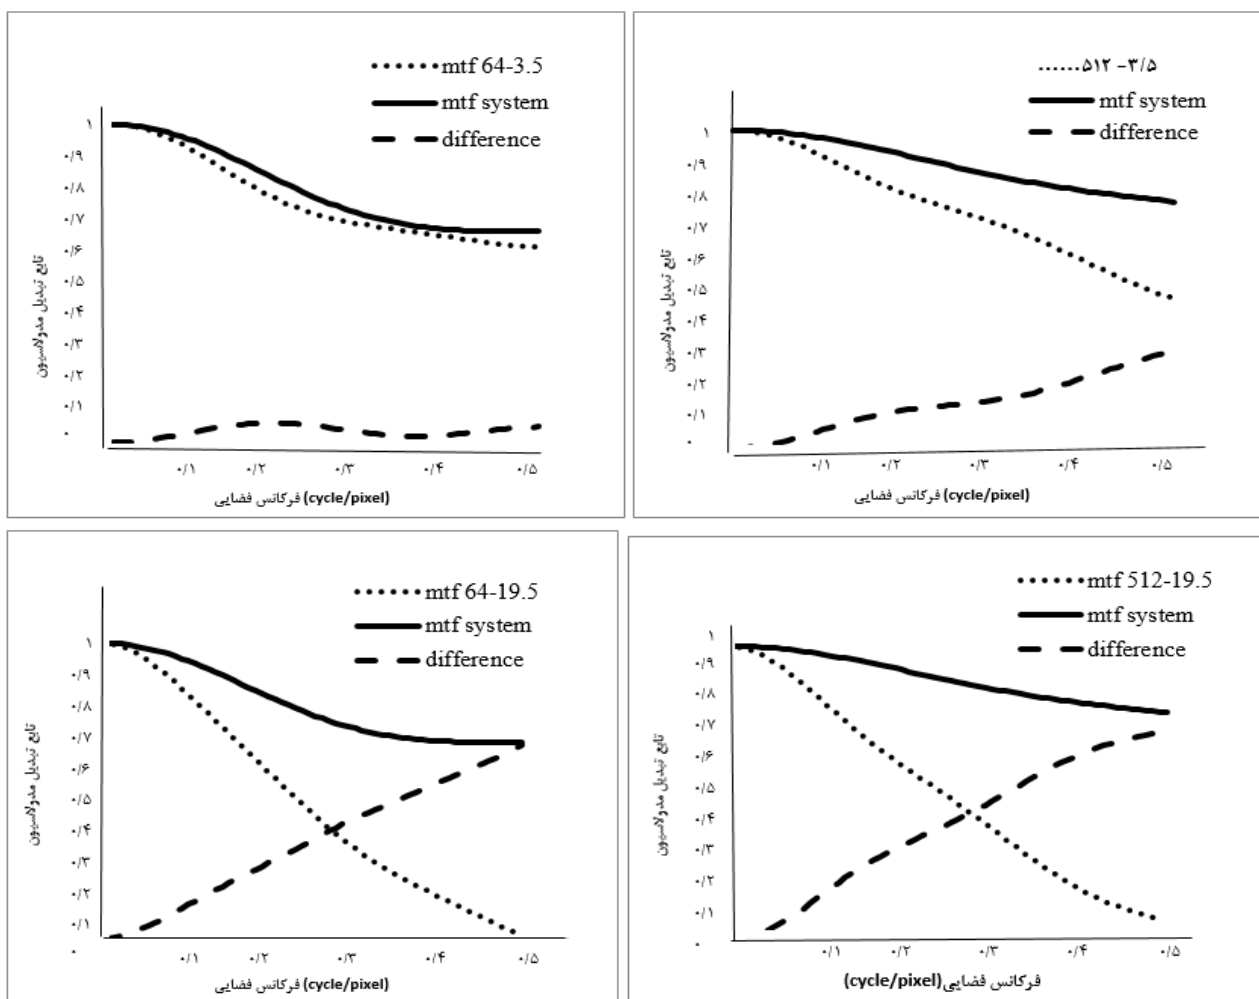 mtf 64-3.5
mtf system
difference
۱
۰/۹
۰/۸
۰/۷
۰/۶
۰/۵
۰/۴
۰/۳
۰/۲
۰/۱
۰
تابع تبدیل مدولاسیون
۰/۱ ۰/۲ ۰/۳ ۰/۴ ۰/۵
فرکانس فضایی (cycle/pixel)
۵۱۲ -۳/۵
mtf system
difference
۱
۰/۹
۰/۸
۰/۷
۰/۶
۰/۵
۰/۴
۰/۳
۰/۲
۰/۱
۰
تابع تبدیل مدولاسیون
۰/۱ ۰/۲ ۰/۳ ۰/۴ ۰/۵
فرکانس فضایی (cycle/pixel)
mtf 64-19.5
mtf system
difference
۱
۰/۹
۰/۸
۰/۷
۰/۶
۰/۵
۰/۴
۰/۳
۰/۲
۰/۱
۰
تابع تبدیل مدولاسیون
۰/۱ ۰/۲ ۰/۳ ۰/۴ ۰/۵
فرکانس فضایی (cycle/pixel)
mtf 512-19.5
mtf system
difference
۱
۰/۹
۰/۸
۰/۷
۰/۶
۰/۵
۰/۴
۰/۳
۰/۲
۰/۱
۰
تابع تبدیل مدولاسیون
۰/۱ ۰/۲ ۰/۳ ۰/۴ ۰/۵
فرکانس فضایی(cycle/pixel)